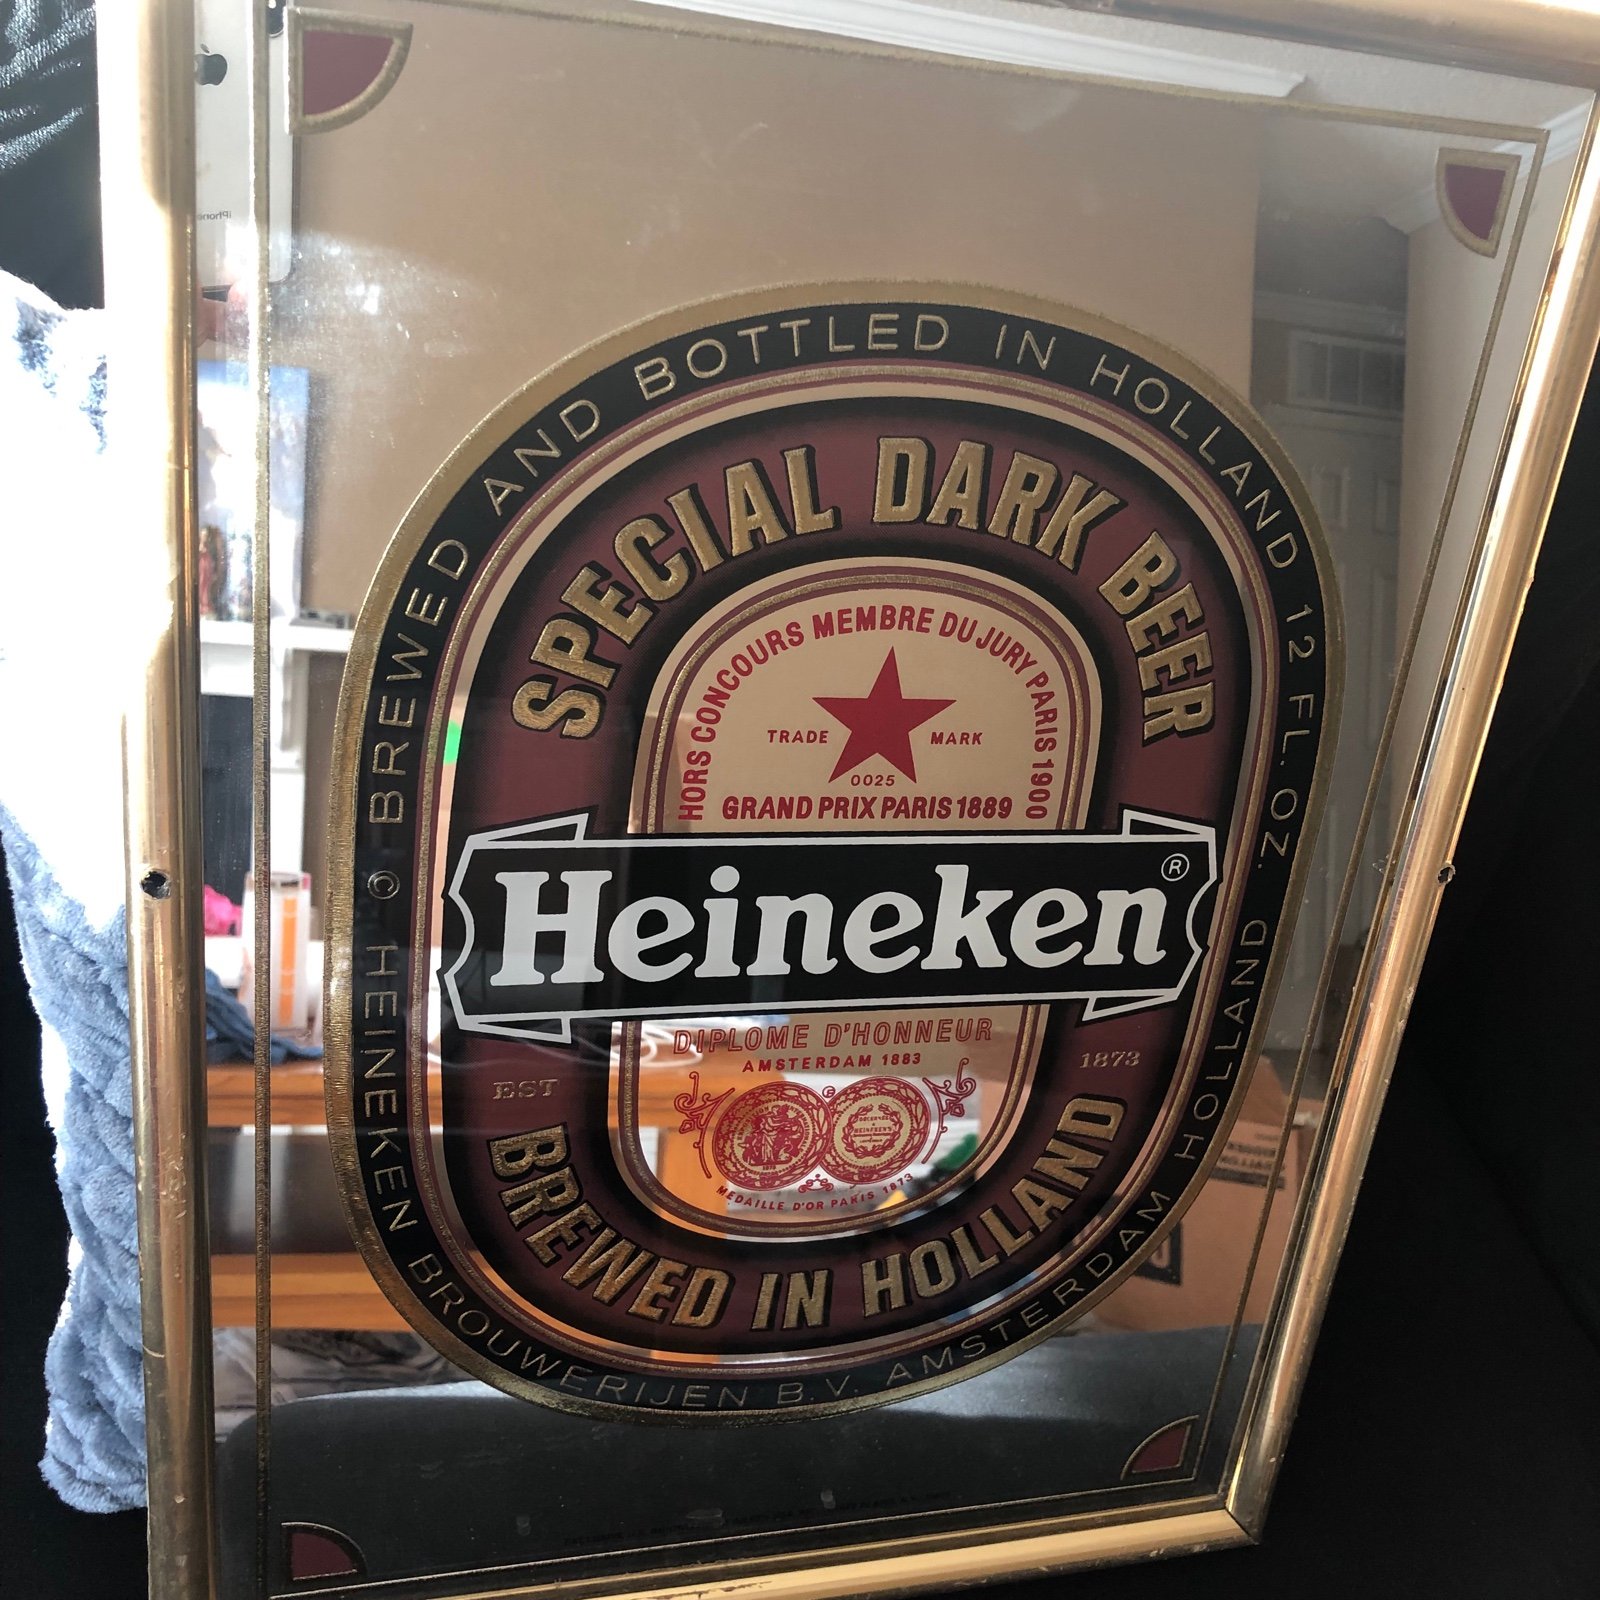 BREWED AND BOTTLED IN HOLLAND 12 FL. OZ.
SPECIAL DARK BEER
HORS CONCOURS MEMBRE DU JURY PARIS 1900
TRADE MARK
0025
GRAND PRIX PARIS 1889
Heineken ®
DIPLOME D'HONNEUR
AMSTERDAM 1883
EST 1873
MEDAILLE D'OR PARIS 1873
BREWED IN HOLLAND
© HEINEKEN BROUWERIJEN B.V. AMSTERDAM HOLLAND